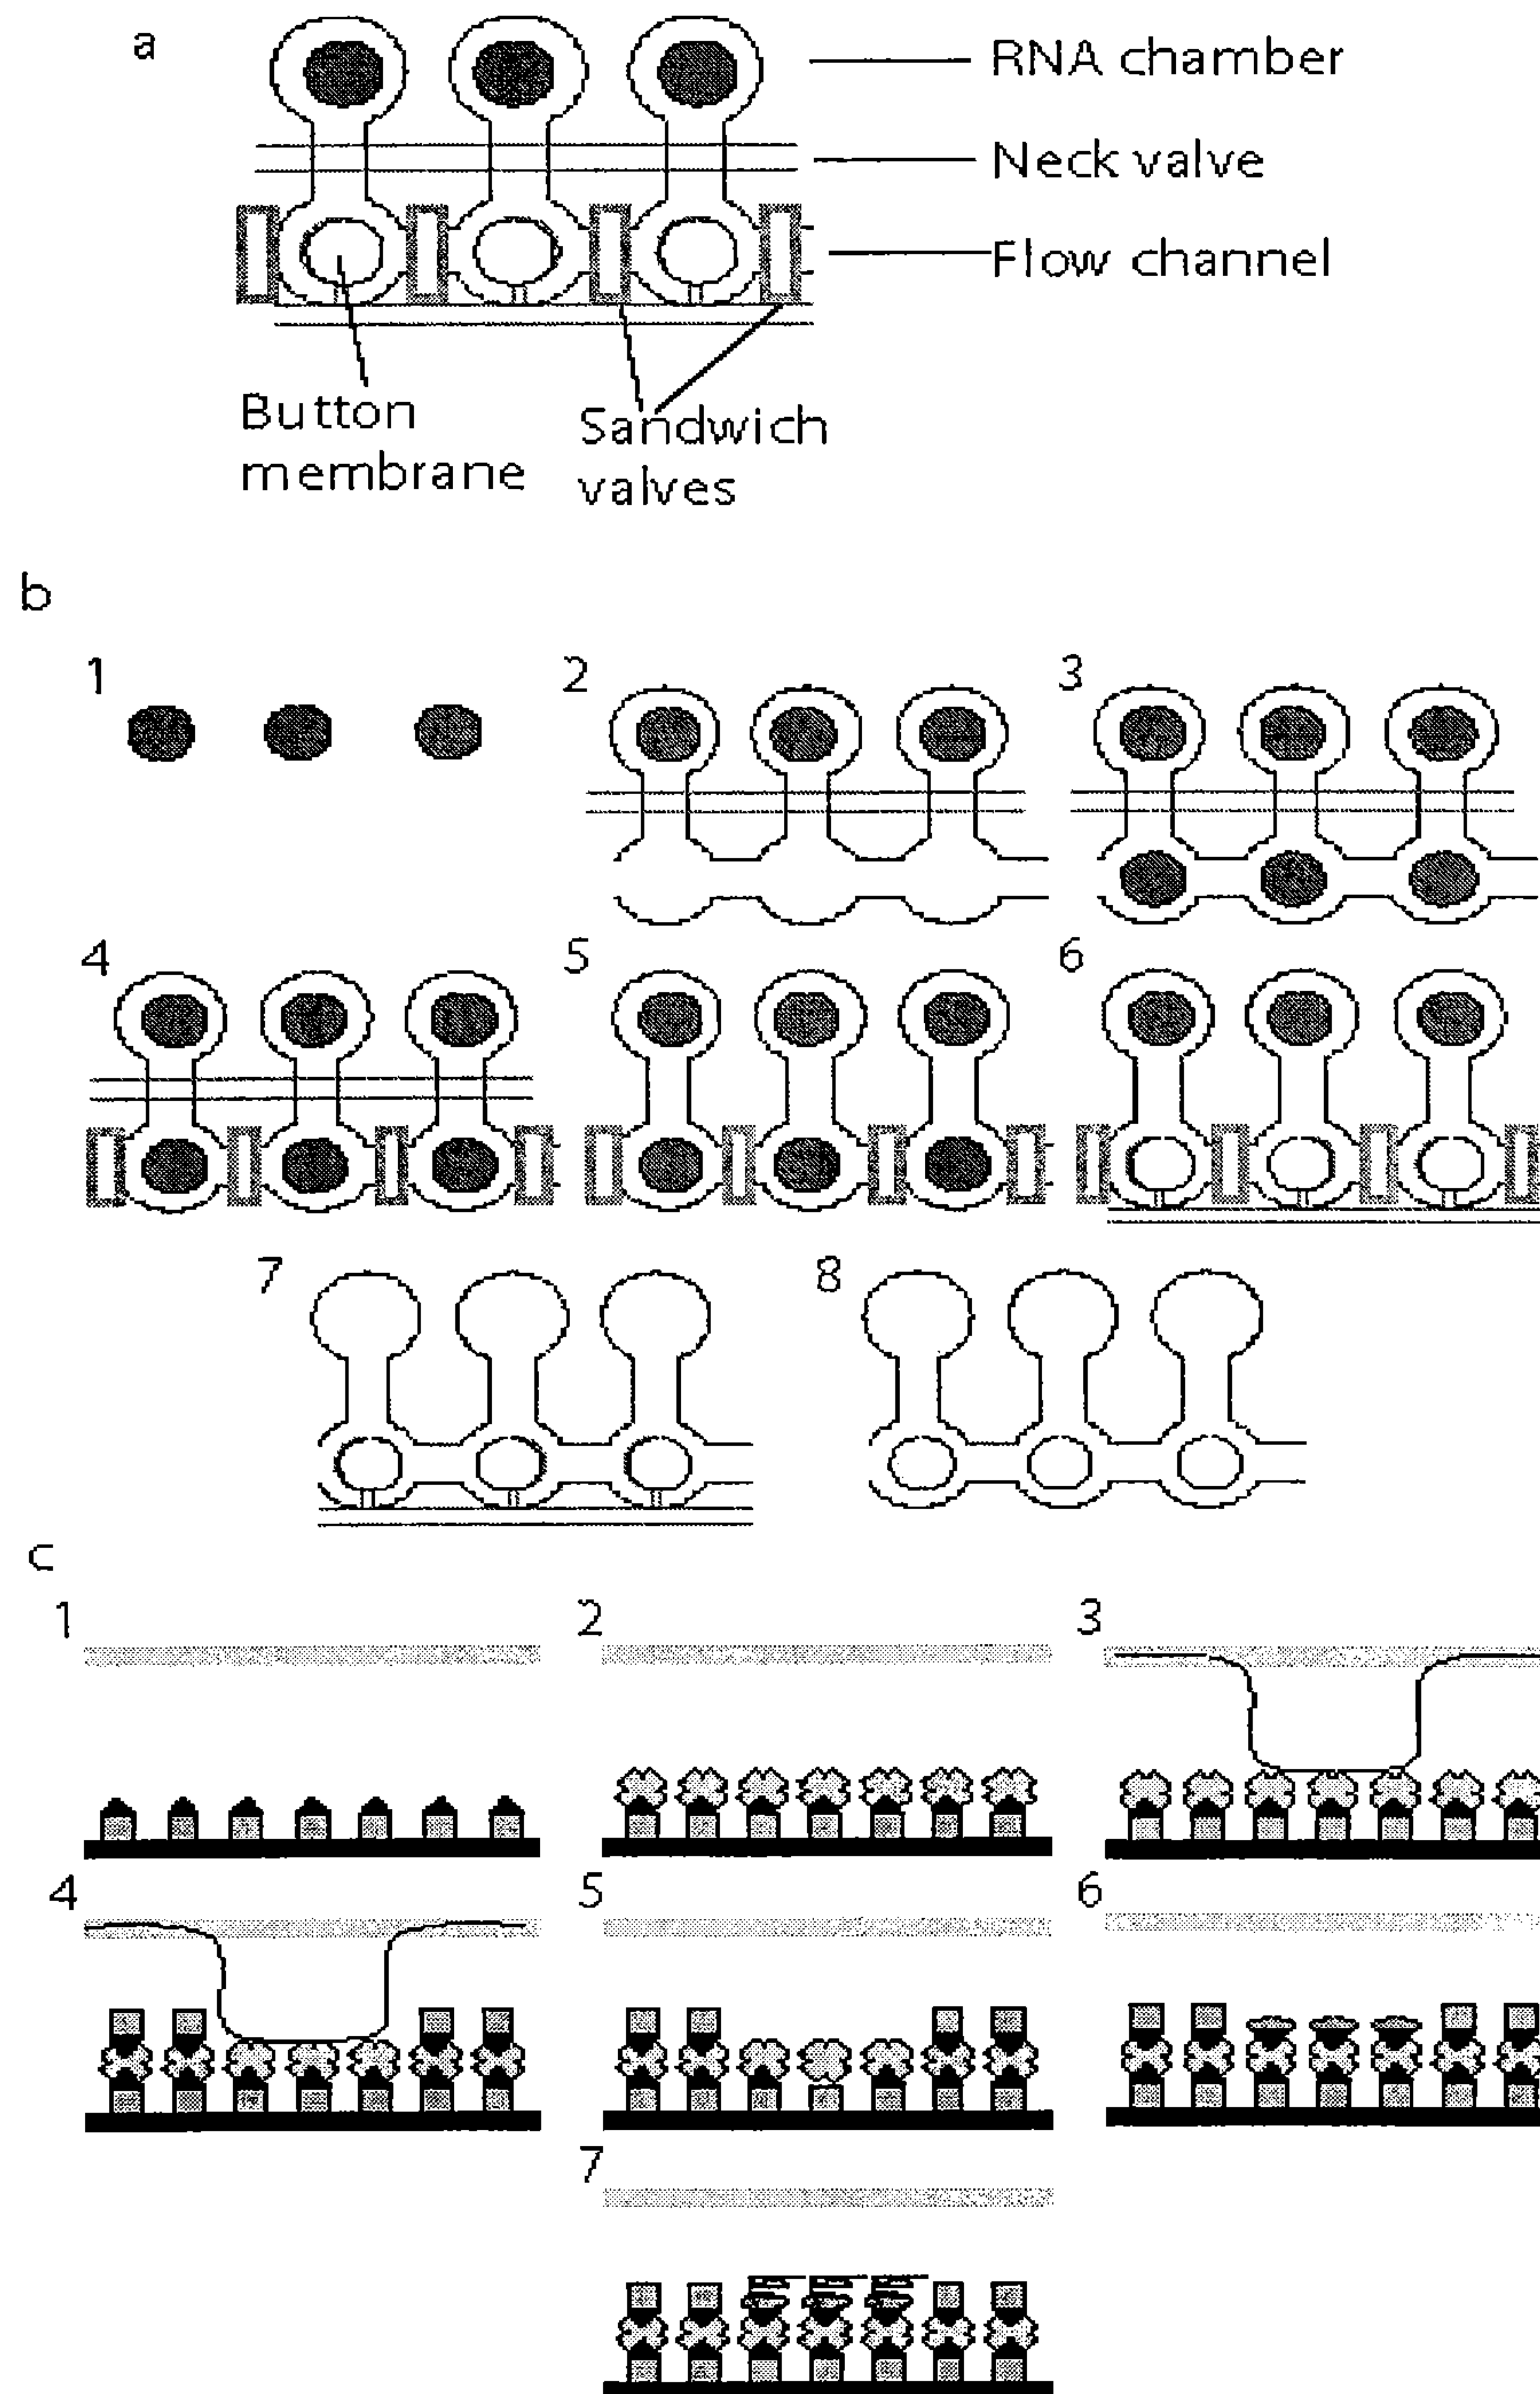 a
RNA chamber
Neck valve
Flow channel
Button
membrane
Sandwich
valves
b
1
2
3
4
5
6
7
8
c
1
2
3
4
5
6
7